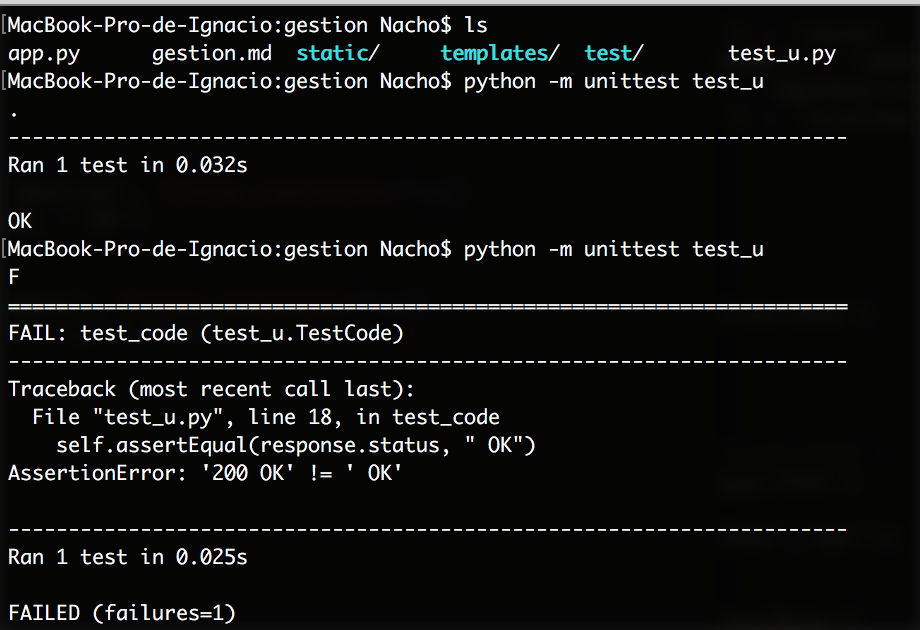 [MacBook-Pro-de-Ignacio:gestion Nacho$ ls
app.py      gestion.md  static/     templates/  test/       test_u.py
[MacBook-Pro-de-Ignacio:gestion Nacho$ python -m unittest test_u
.
----------------------------------------------------------------------
Ran 1 test in 0.032s

OK
[MacBook-Pro-de-Ignacio:gestion Nacho$ python -m unittest test_u
F
======================================================================
FAIL: test_code (test_u.TestCode)
----------------------------------------------------------------------
Traceback (most recent call last):
  File "test_u.py", line 18, in test_code
    self.assertEqual(response.status, " OK")
AssertionError: '200 OK' != ' OK'

----------------------------------------------------------------------
Ran 1 test in 0.025s

FAILED (failures=1)